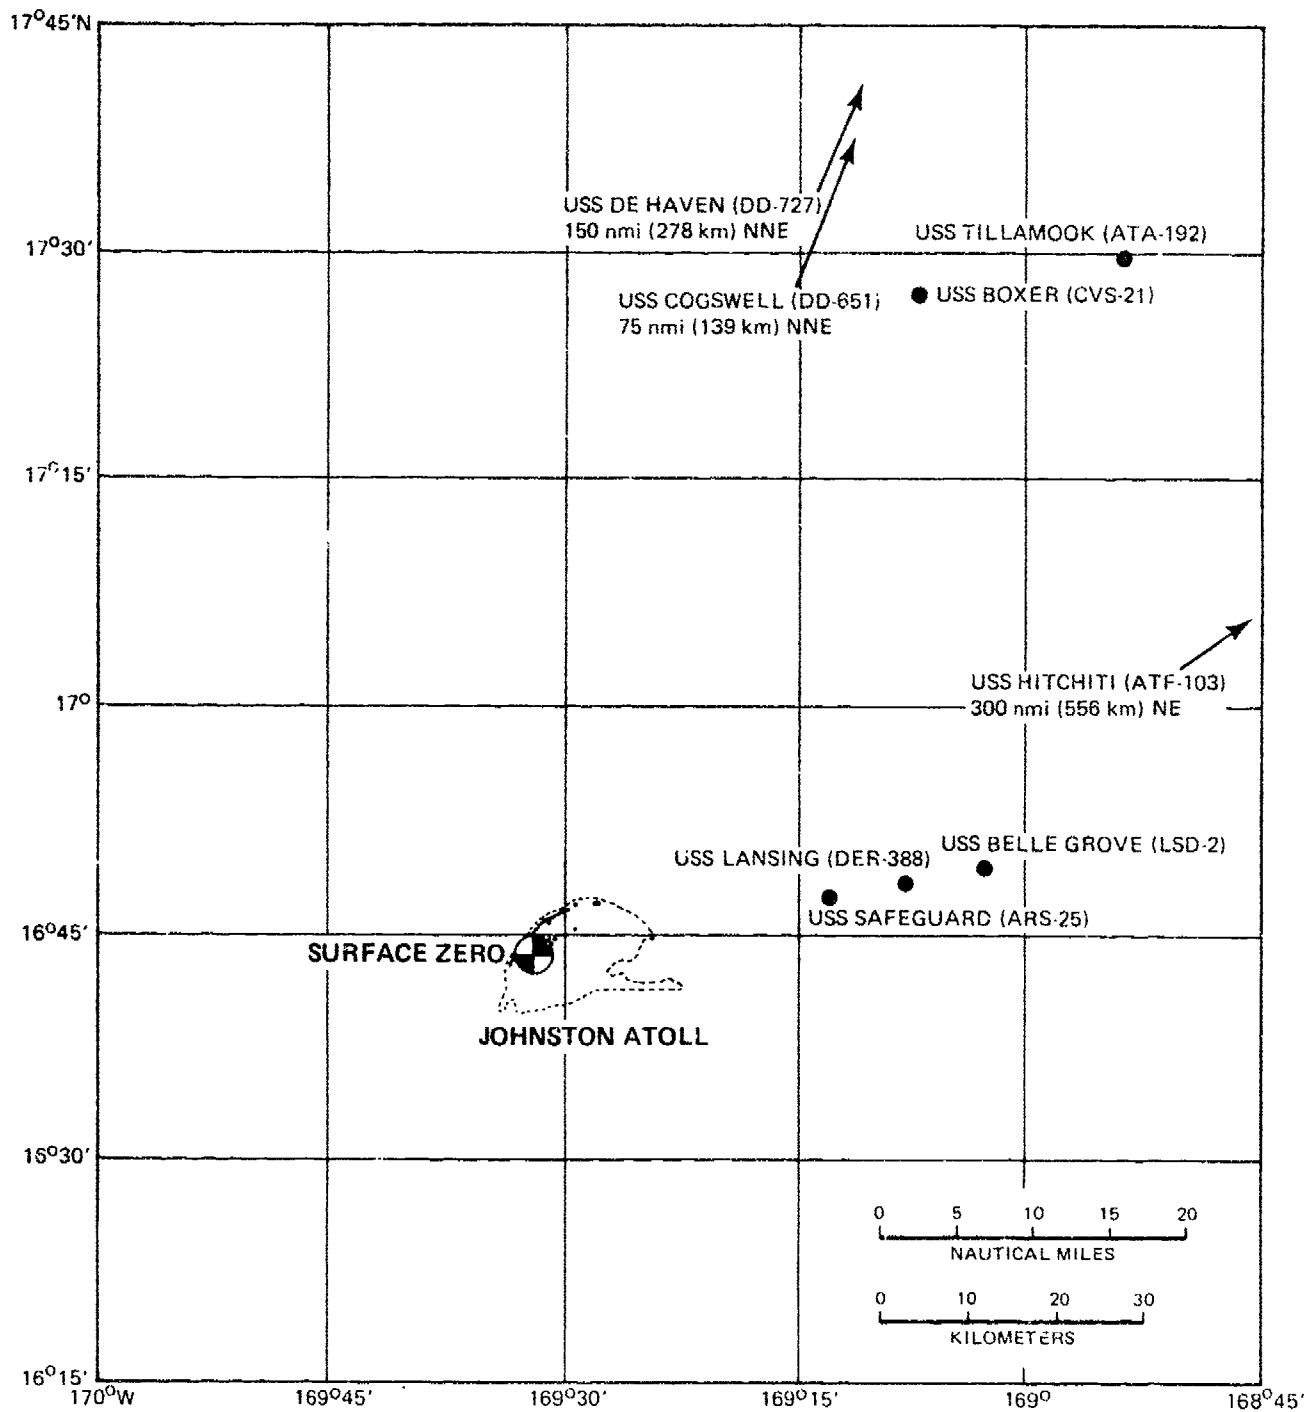 17°45'N
USS DE HAVEN (DD-727)
150 nmi (278 km) NNE
USS TILLAMOOK (ATA-192)
17°30'
USS COGSWELL (DD-651)
75 nmi (139 km) NNE
USS BOXER (CVS-21)
17°15'
USS HITCHITI (ATF-103)
300 nmi (556 km) NE
17°
USS BELLE GROVE (LSD-2)
USS LANSING (DER-388)
USS SAFEGUARD (ARS-25)
16°45'
SURFACE ZERO
JOHNSTON ATOLL
16°30'
0 5 10 15 20
NAUTICAL MILES
0 10 20 30
KILOMETERS
16°15'
170°W 169°45' 169°30' 169°15' 169° 168°45'